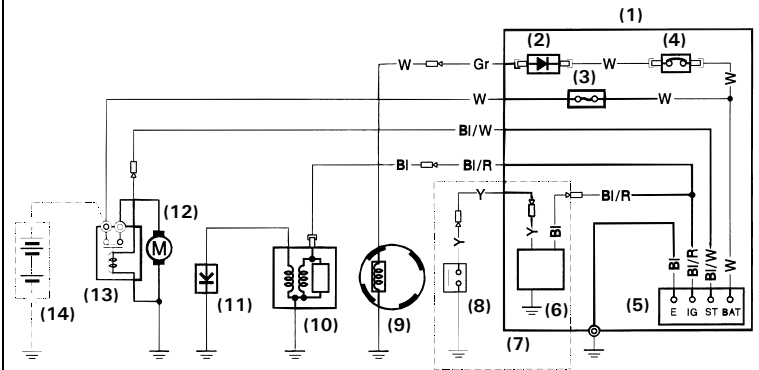 (1)
(2)
(4)
W
Gr
W
W
(3)
W
W
Bl/W
Bl
Bl/R
Y
Bl/R
(12)
Y
Y
Bl
M
Bl
Bl/R
Bl/W
W
(13)
(14)
(11)
(10)
(9)
(8)
(6)
(5)
E IG ST BAT
(7)